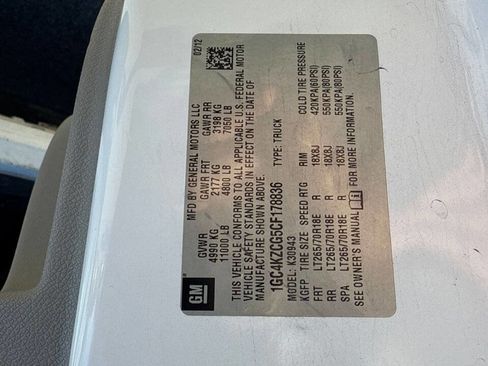 MFD BY GENERAL MOTORS LLC
02/12
GVWR GAWR FRT GAWR RR
4990 KG 2177 KG 3198 KG
11000 LB 4800 LB 7050 LB
THIS VEHICLE CONFORMS TO ALL APPLICABLE U.S. FEDERAL MOTOR
VEHICLE SAFETY STANDARDS IN EFFECT ON THE DATE OF
MANUFACTURE SHOWN ABOVE.
1GC4KZCG5CF178836 TYPE: TRUCK
MODEL: K30943
KGFP TIRE SIZE SPEED RTG RIM COLD TIRE PRESSURE
FRT LT265/70R18E R 18X8J 420KPA(60PSI)
RR LT265/70R18E R 18X8J 550KPA(80PSI)
SPA LT265/70R18E R 18X8J 550KPA(80PSI)
SEE OWNER'S MANUAL FOR MORE INFORMATION.
GM